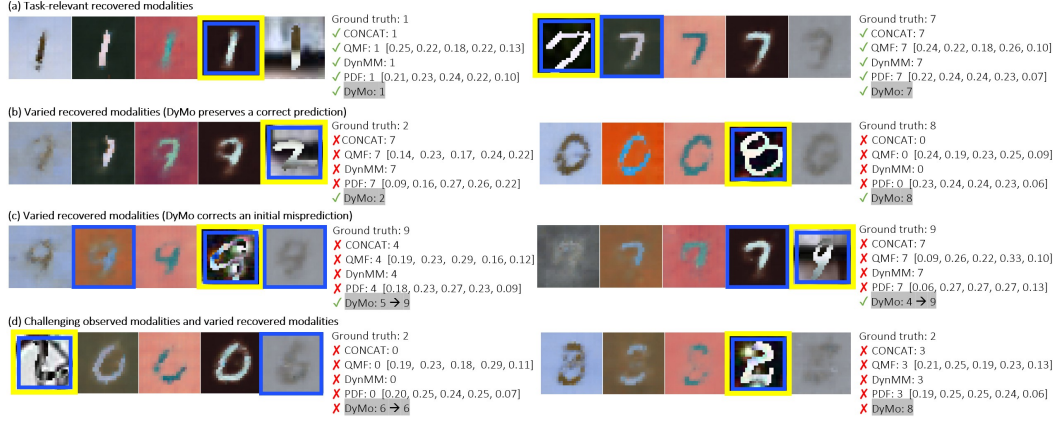 (a) Task-relevant recovered modalities
Ground truth: 1
✓ CONCAT: 1
✓ QMF: 1 [0.25, 0.22, 0.18, 0.22, 0.13]
✓ DynMM: 1
✓ PDF: 1 [0.21, 0.23, 0.24, 0.22, 0.10]
✓ DyMo: 1
Ground truth: 7
✓ CONCAT: 7
✓ QMF: 7 [0.24, 0.22, 0.18, 0.26, 0.10]
✓ DynMM: 7
✓ PDF: 7 [0.22, 0.24, 0.24, 0.23, 0.07]
✓ DyMo: 7
(b) Varied recovered modalities (DyMo preserves a correct prediction)
Ground truth: 2
✗ CONCAT: 7
✗ QMF: 7 [0.14, 0.23, 0.17, 0.24, 0.22]
✗ DynMM: 7
✗ PDF: 7 [0.09, 0.16, 0.27, 0.26, 0.22]
✓ DyMo: 2
Ground truth: 8
✗ CONCAT: 0
✗ QMF: 0 [0.24, 0.19, 0.23, 0.25, 0.09]
✗ DynMM: 0
✗ PDF: 0 [0.23, 0.24, 0.24, 0.23, 0.06]
✓ DyMo: 8
(c) Varied recovered modalities (DyMo corrects an initial misprediction)
Ground truth: 9
✗ CONCAT: 4
✗ QMF: 4 [0.19, 0.23, 0.29, 0.16, 0.12]
✗ DynMM: 4
✗ PDF: 4 [0.18, 0.23, 0.27, 0.23, 0.09]
✓ DyMo: 5 → 9
Ground truth: 9
✗ CONCAT: 7
✗ QMF: 7 [0.09, 0.26, 0.22, 0.33, 0.10]
✗ DynMM: 7
✗ PDF: 7 [0.06, 0.27, 0.27, 0.27, 0.13]
✓ DyMo: 4 → 9
(d) Challenging observed modalities and varied recovered modalities
Ground truth: 2
✗ CONCAT: 0
✗ QMF: 0 [0.19, 0.23, 0.18, 0.29, 0.11]
✗ DynMM: 0
✗ PDF: 0 [0.20, 0.25, 0.24, 0.25, 0.07]
✗ DyMo: 6 → 6
Ground truth: 2
✗ CONCAT: 3
✗ QMF: 3 [0.21, 0.25, 0.19, 0.23, 0.13]
✗ DynMM: 3
✗ PDF: 3 [0.19, 0.25, 0.25, 0.24, 0.06]
✗ DyMo: 8